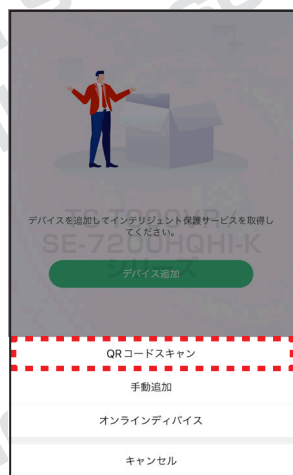 デバイスを追加してインテリジェント保護サービスを取得し
てください。
SE-7200HQHI-K
シリーズ
デバイス追加
QRコードスキャン
手動追加
オンラインディバイス
キャンセル